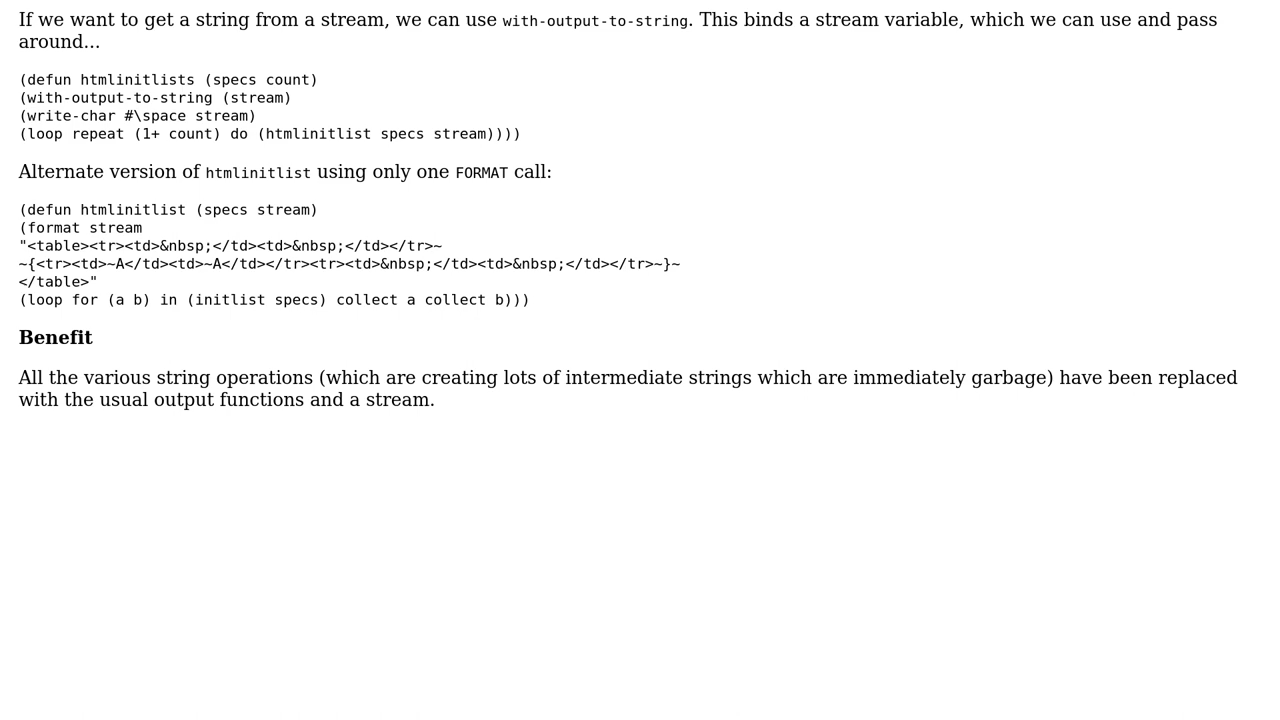 If we want to get a string from a stream, we can use with-output-to-string. This binds a stream variable, which we can use and pass
around...
(defun htmlinitlists (specs count)
(with-output-to-string (stream)
(write-char #\space stream)
(loop repeat (1+ count) do (htmlinitlist specs stream))))
Alternate version of htmlinitlist using only one FORMAT call:
(defun htmlinitlist (specs stream)
(format stream
"<table><tr><td>&nbsp;</td><td>&nbsp;</td></tr>~
~{<tr><td>~A</td><td>~A</td></tr><tr><td>&nbsp;</td><td>&nbsp;</td></tr>~}~
</table>"
(loop for (a b) in (initlist specs) collect a collect b)))
Benefit
All the various string operations (which are creating lots of intermediate strings which are immediately garbage) have been replaced
with the usual output functions and a stream.